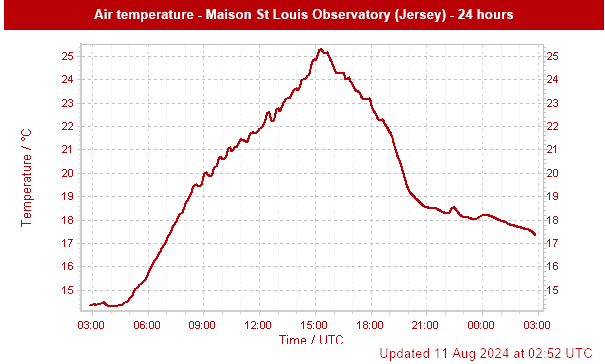 Air temperature - Maison St Louis Observatory (Jersey) - 24 hours
Temperature / °C
25 25
24 24
23 23
22 22
21 21
20 20
19 19
18 18
17 17
16 16
15 15
03:00 06:00 09:00 12:00 15:00 18:00 21:00 00:00 03:00
Time / UTC
Updated 11 Aug 2024 at 02:52 UTC